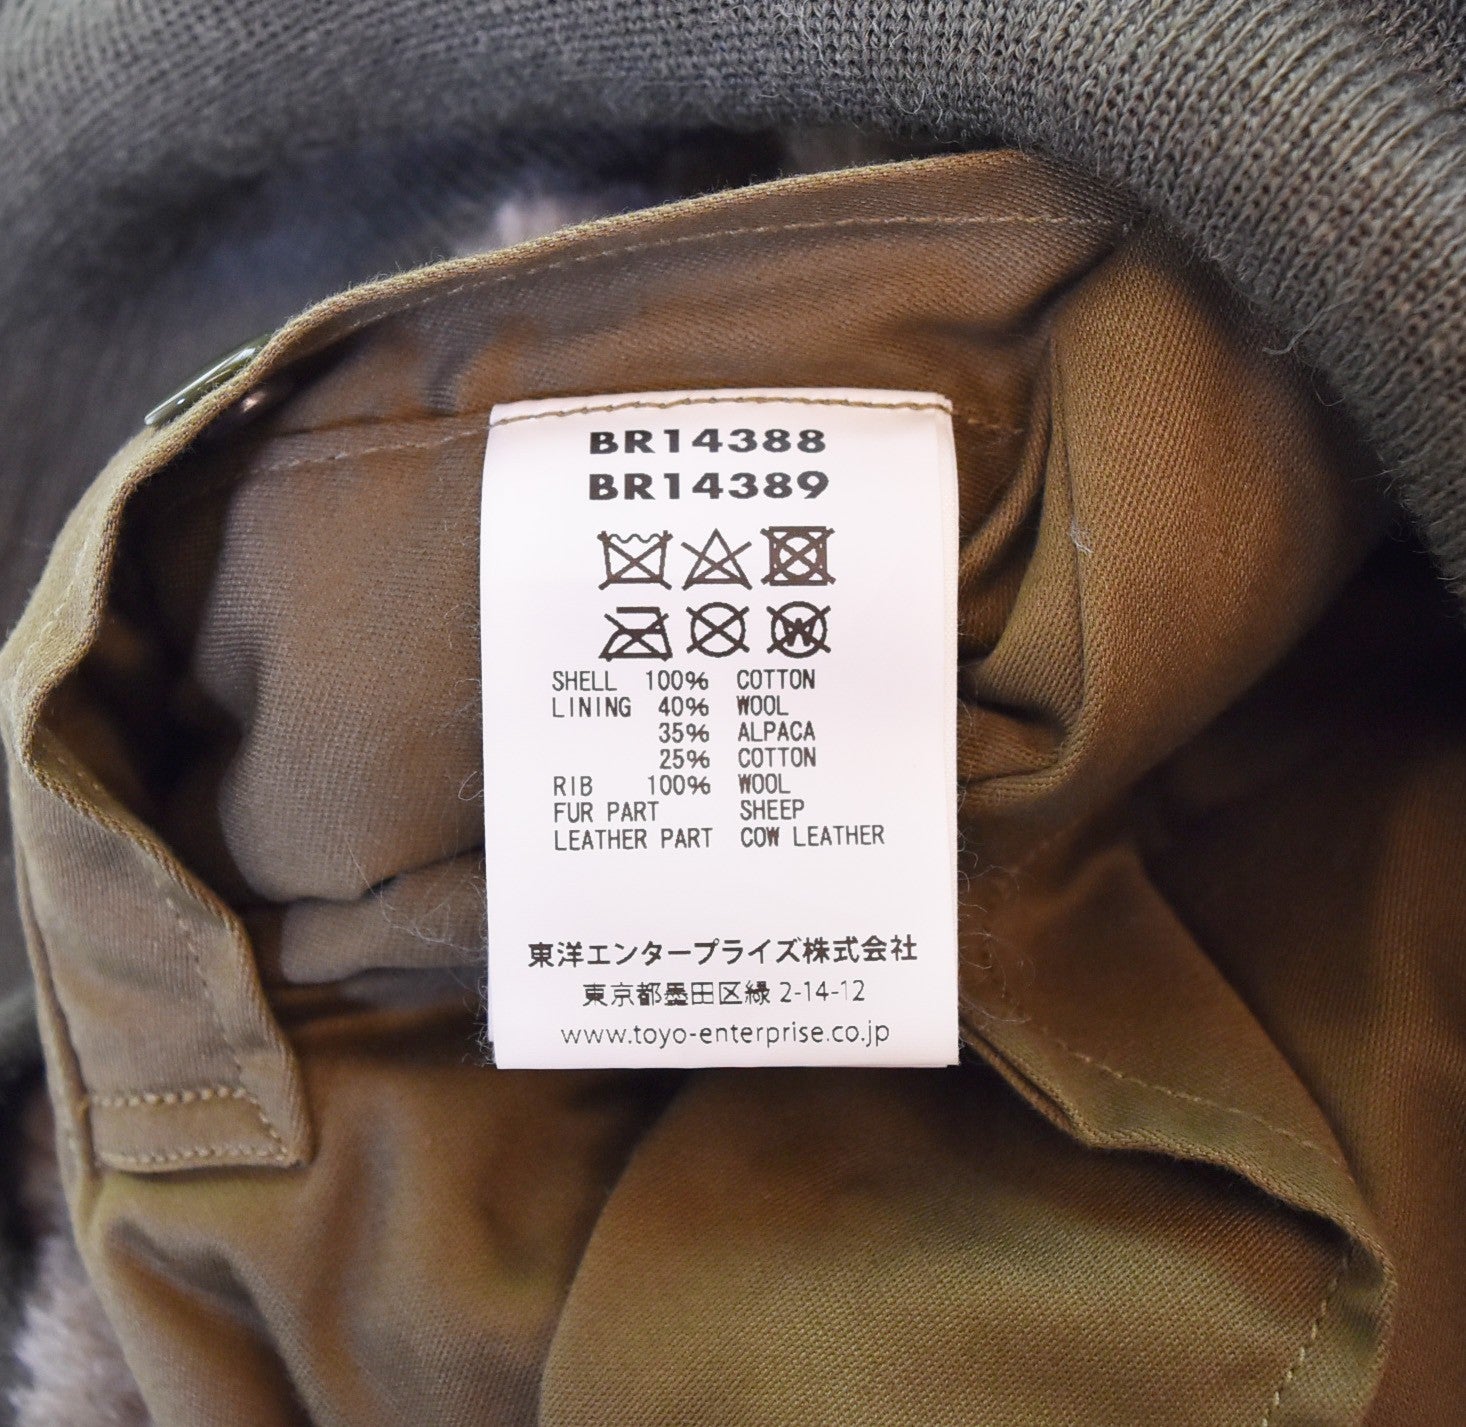 BR14388
BR14389
W
SHELL 100% COTTON
LINING 40% WOOL
35% ALPACA
25% COTTON
RIB 100% WOOL
FUR PART SHEEP
LEATHER PART COW LEATHER
東洋エンタープライズ株式会社
東京都墨田区緑 2-14-12
www.toyo-enterprise.co.jp